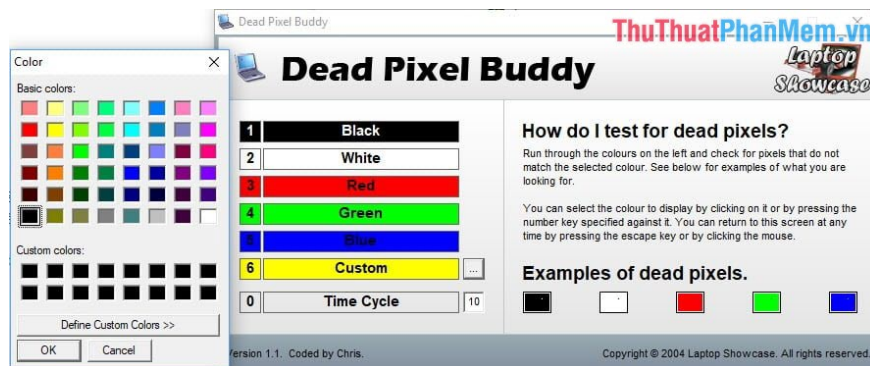 Dead Pixel Buddy
ThuThuatPhanMem.vn
Color
Basic colors:
Custom colors:
Define Custom Colors >>
OK
Cancel
Dead Pixel Buddy
Laptop
Showcase
1 Black
2 White
3 Red
4 Green
5 Blue
6 Custom ...
0 Time Cycle 10
How do I test for dead pixels?
Run through the colours on the left and check for pixels that do not
match the selected colour. See below for examples of what you are
looking for.
You can select the colour to display by clicking on it or by pressing the
number key specified against it. You can return to this screen at any
time by pressing the escape key or by clicking the mouse.
Examples of dead pixels.
Version 1.1. Coded by Chris.
Copyright © 2004 Laptop Showcase. All rights reserved.